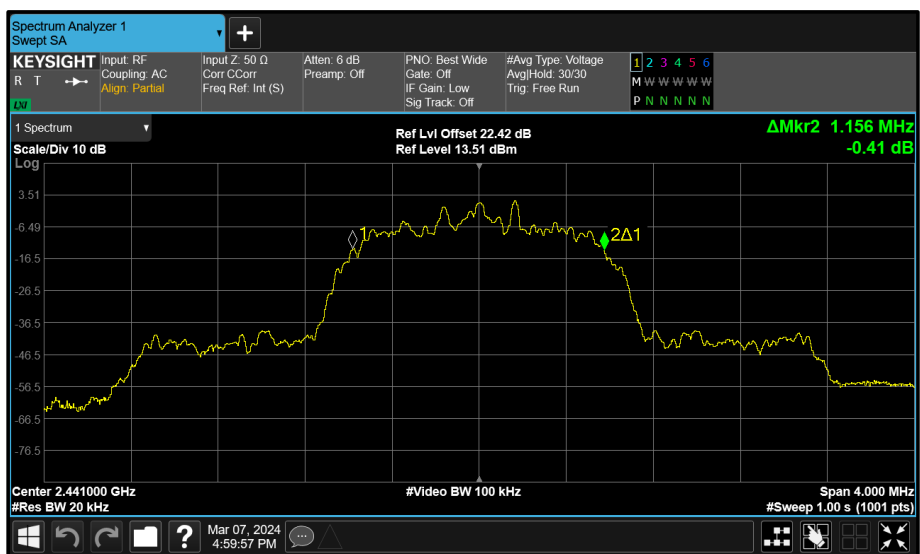 Spectrum Analyzer 1
Swept SA
+
KEYSIGHT
R T
LXI
Input: RF
Coupling: AC
Align: Partial
Input Z: 50 Ω
Corr CCorr
Freq Ref: Int (S)
Atten: 6 dB
Preamp: Off
PNO: Best Wide
Gate: Off
IF Gain: Low
Sig Track: Off
#Avg Type: Voltage
Avg|Hold: 30/30
Trig: Free Run
1 2 3 4 5 6
M W W W W W W
P N N N N N
1 Spectrum
Scale/Div 10 dB
Ref Lvl Offset 22.42 dB
Ref Level 13.51 dBm
ΔMkr2 1.156 MHz
-0.41 dB
Log
3.51
-6.49
-16.5
-26.5
-36.5
-46.5
-56.5
-66.5
-76.5
1
2Δ1
Center 2.441000 GHz
#Res BW 20 kHz
#Video BW 100 kHz
Span 4.000 MHz
#Sweep 1.00 s (1001 pts)
?
Mar 07, 2024
4:59:57 PM